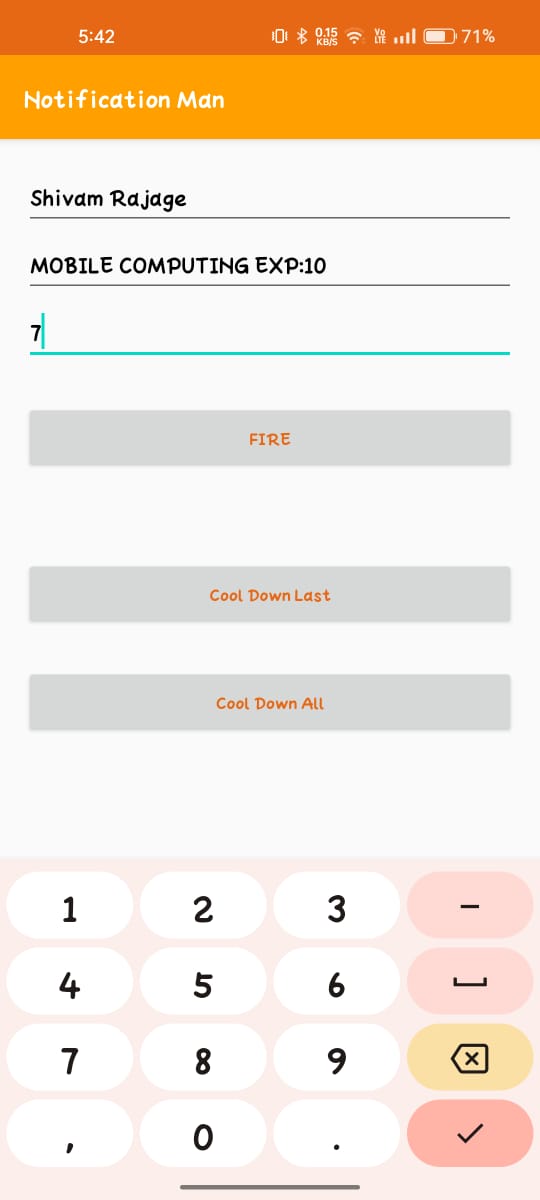 5:42 0.15 KB/S Vo LTE 71%
Notification Man
Shivam Rajage
MOBILE COMPUTING EXP:10
7
FIRE
Cool Down Last
Cool Down All
1 2 3 -
4 5 6
7 8 9
, 0 .